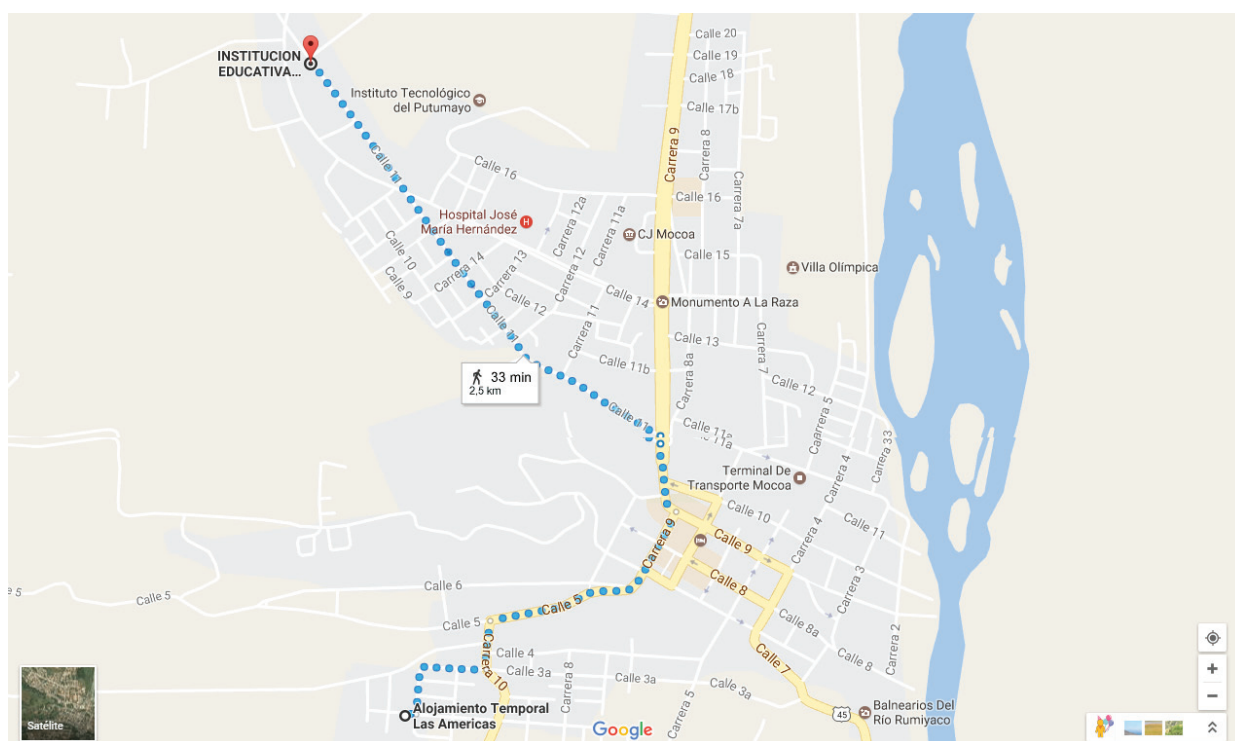 Calle 20
Calle 19
Calle 18
INSTITUCION
EDUCATIVA...
Instituto Tecnológico
del Putumayo
Calle 17b
Carrera 9
Carrera 8
Calle 11
Calle 16
Carrera 7a
Calle 16
Hospital José
María Hernández
Carrera 12a
Carrera 11a
CJ Mocoa
Calle 10
Calle 9
Carrera 14
Carrera 13
Carrera 12
Calle 15
Villa Olímpica
Calle 12
Calle 14
Monumento A La Raza
Calle 11
Carrera 11
Calle 13
Carrera 7
Calle 11b
Carrera 8a
33 min
2,5 km
Calle 12
Carrera 5
Calle 11
Calle 11a
Calle 11a
Carrera 33
Carrera 4
Terminal De
Transporte Mocoa
Calle 10
Calle 11
Carrera 4
Carrera 9
Calle 9
Carrera 3
Calle 8
Calle 6
e 5
Calle 5
Calle 5
Calle 5
Calle 8a
Carrera 2
Calle 8
Carrera 10
Calle 4
Calle 3a
Carrera 8
Calle 3a
Calle 3a
Calle 7
Carrera 5
Alojamiento Temporal
Las Americas
45
Balnearios Del
Río Rumiyaco
Satélite
Google